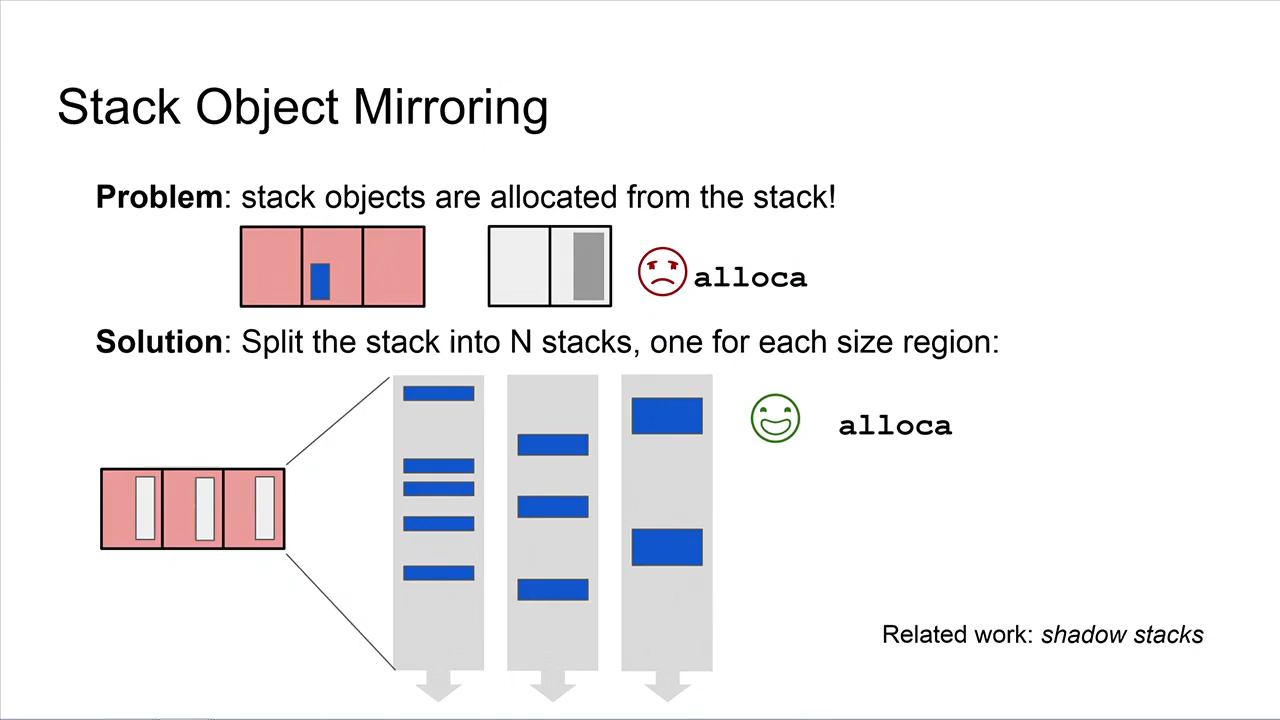 Stack Object Mirroring
Problem: stack objects are allocated from the stack!
alloca
Solution: Split the stack into N stacks, one for each size region:
alloca
Related work: shadow stacks